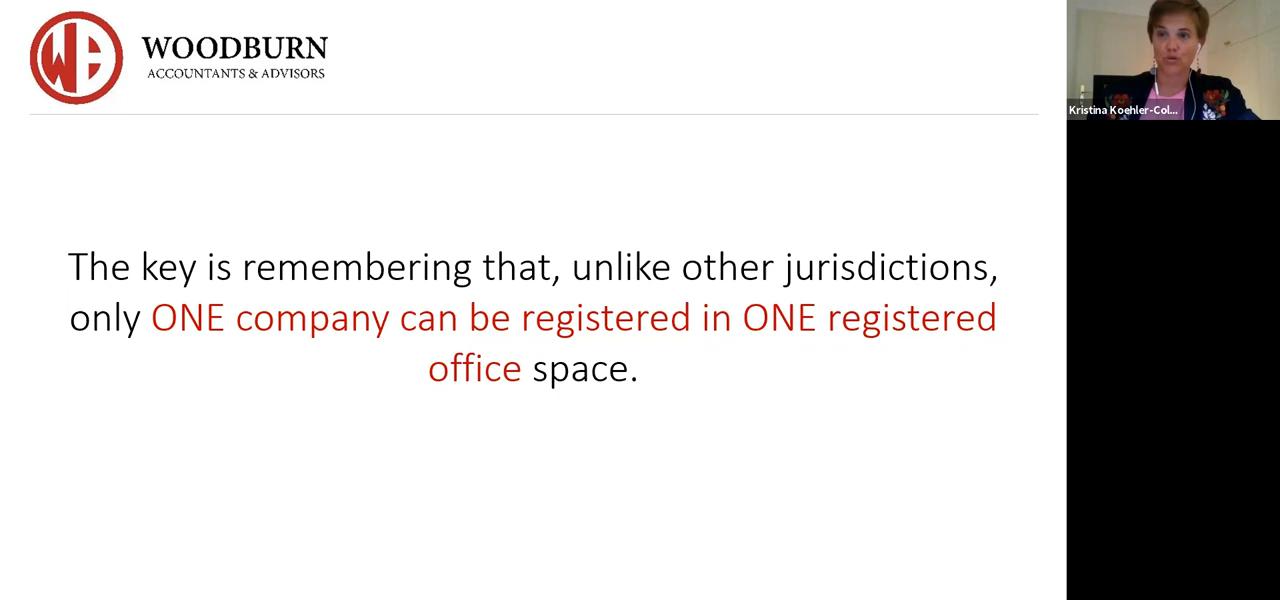 WOODBURN
ACCOUNTANTS & ADVISORS
Kristina Koehler-Col...
The key is remembering that, unlike other jurisdictions,
only ONE company can be registered in ONE registered
office space.